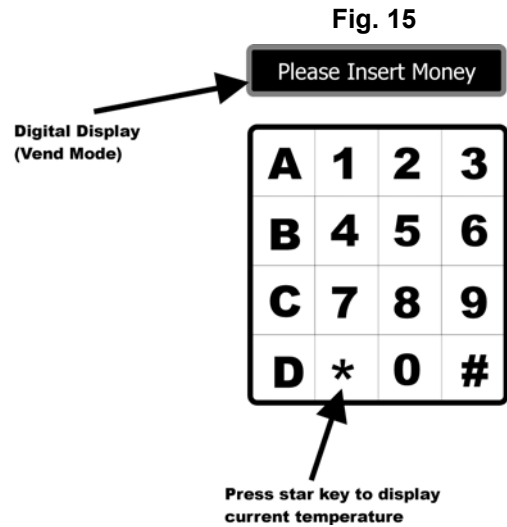 Fig. 15
Please Insert Money
Digital Display
(Vend Mode)
A 1 2 3
B 4 5 6
C 7 8 9
D * 0 #
Press star key to display
current temperature